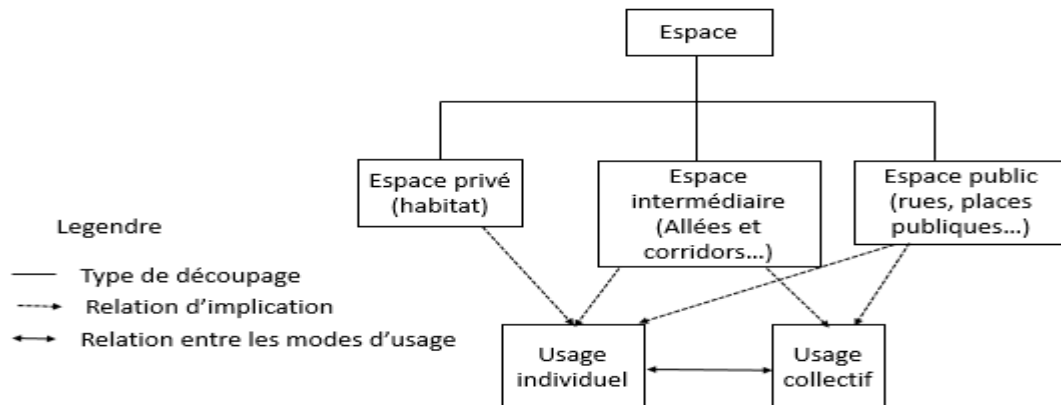 Espace
Espace privé
(habitat)
Espace
intermédiaire
(Allées et
corridors...)
Espace public
(rues, places
publiques...)
Legendre
Type de découpage
Relation d'implication
Relation entre les modes d'usage
Usage
individuel
Usage
collectif